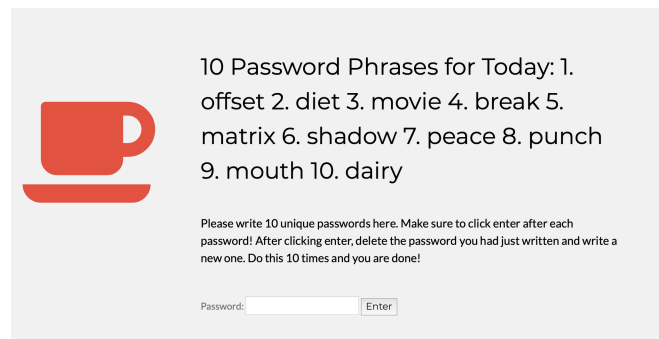 10 Password Phrases for Today: 1.
offset 2. diet 3. movie 4. break 5.
matrix 6. shadow 7. peace 8. punch
9. mouth 10. dairy
Please write 10 unique passwords here. Make sure to click enter after each
password! After clicking enter, delete the password you had just written and write a
new one. Do this 10 times and you are done!
Password: Enter